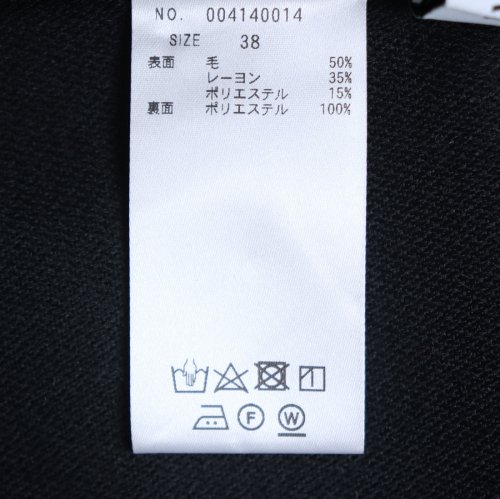 NO. 004140014
SIZE 38
表面 毛 50%
レーヨン 35%
ポリエステル 15%
裏面 ポリエステル 100%
F W